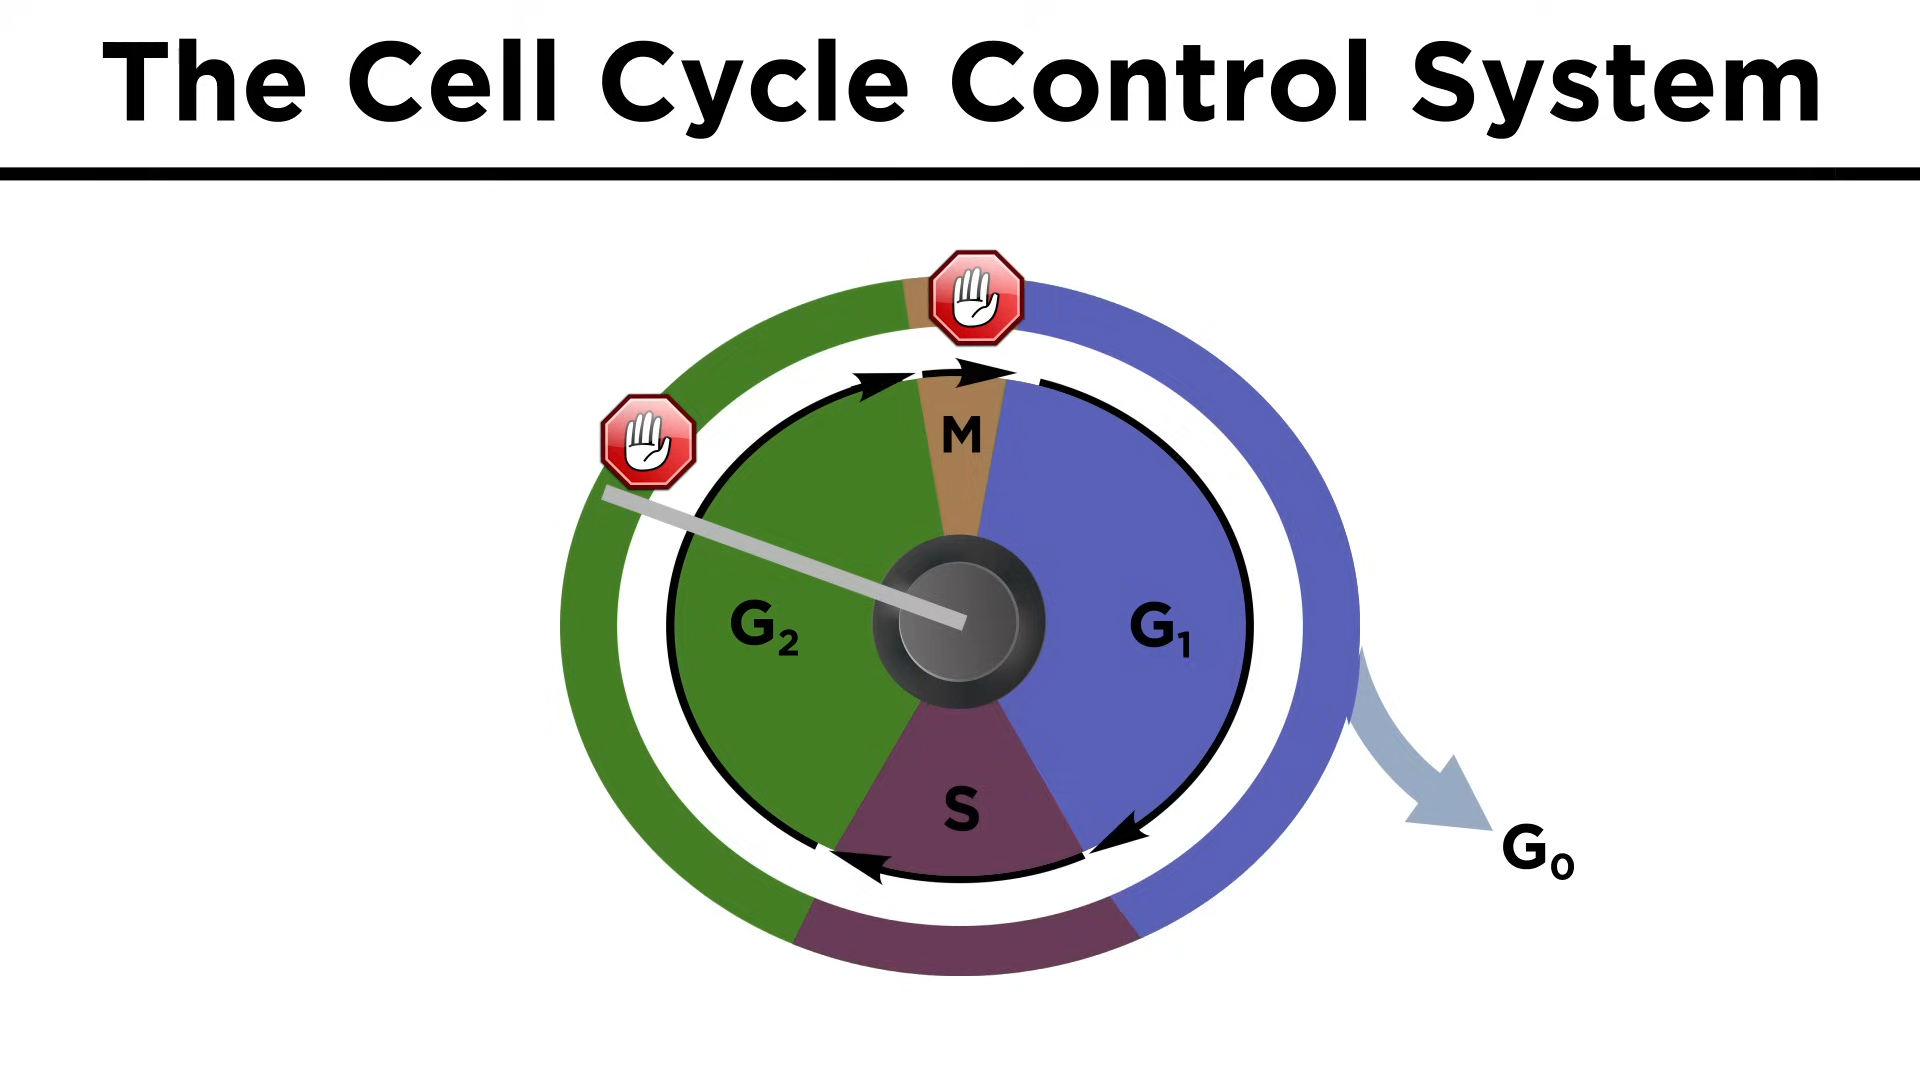 The Cell Cycle Control System
M
G₂
G₁
S
G₀